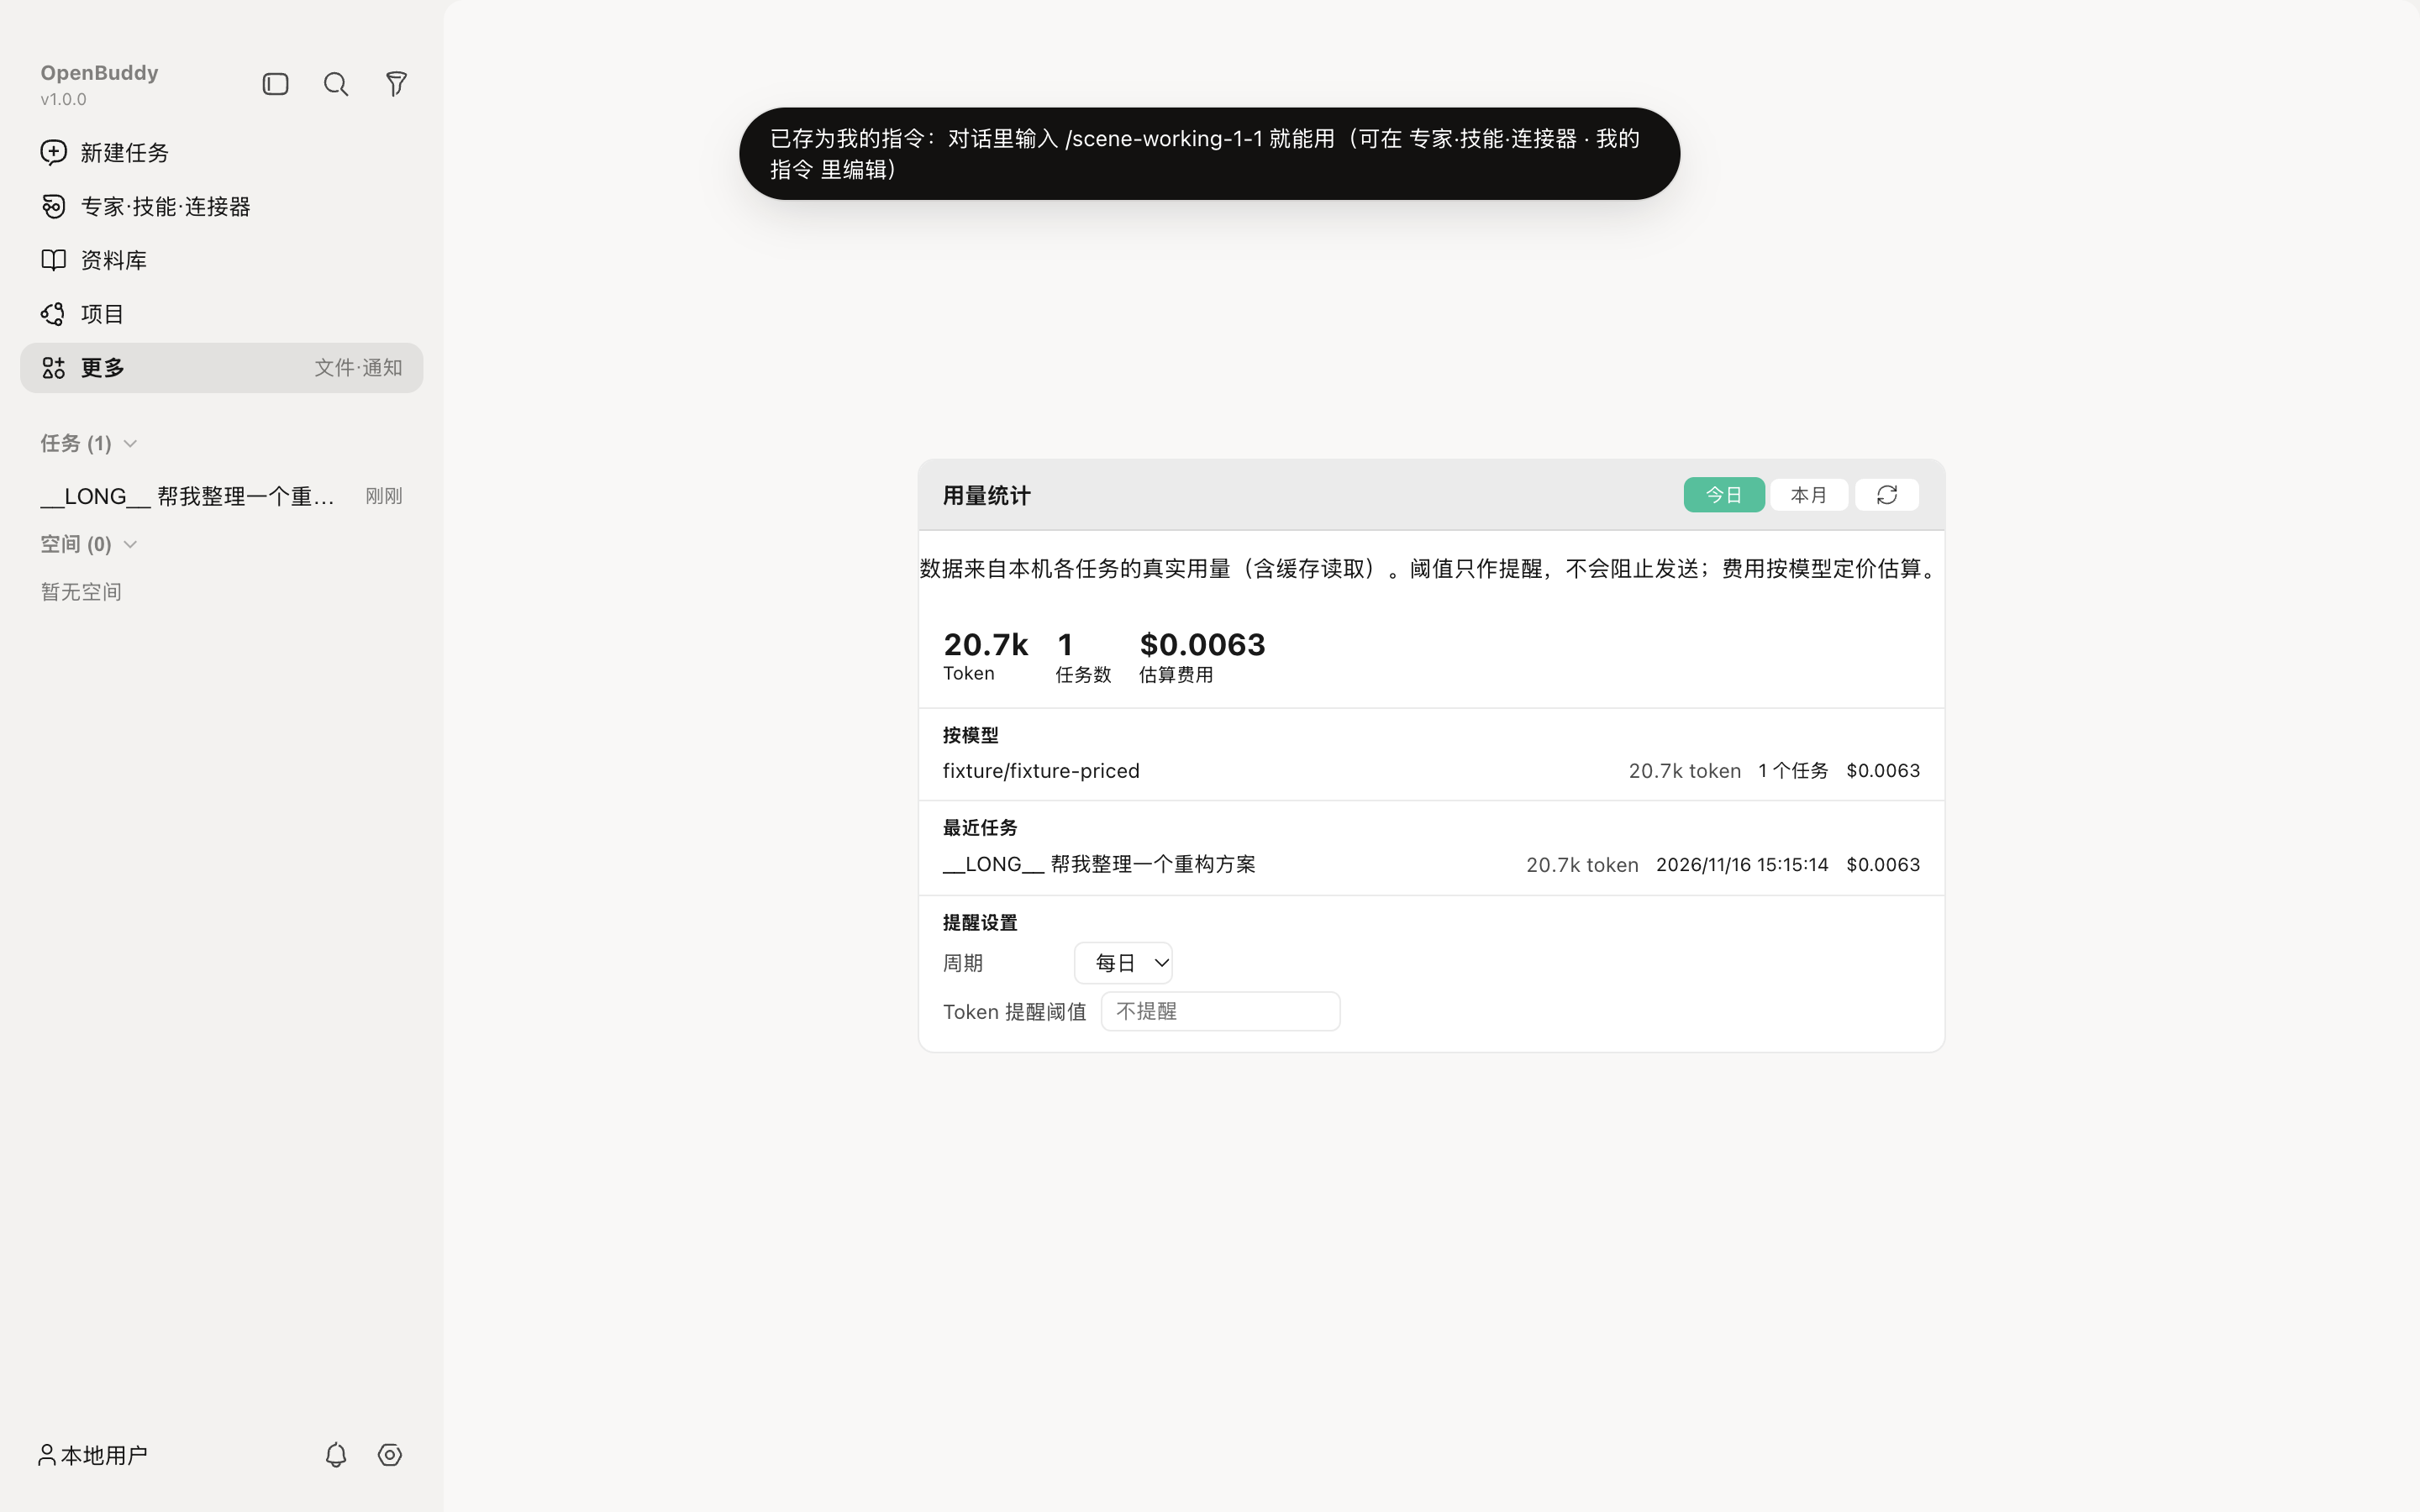 OpenBuddy
v1.0.0
新建任务
专家·技能·连接器
资料库
项目
更多 文件·通知
任务 (1)
__LONG__ 帮我整理一个重… 刚刚
空间 (0)
暂无空间
本地用户
已存为我的指令：对话里输入 /scene-working-1-1 就能用（可在 专家·技能·连接器 · 我的
指令 里编辑）
用量统计 今日 本月
数据来自本机各任务的真实用量（含缓存读取）。阈值只作提醒，不会阻止发送；费用按模型定价估算。
20.7k 1 $0.0063
Token 任务数 估算费用
按模型
fixture/fixture-priced 20.7k token 1 个任务 $0.0063
最近任务
__LONG__ 帮我整理一个重构方案 20.7k token 2026/11/16 15:15:14 $0.0063
提醒设置
周期 每日
Token 提醒阈值 不提醒